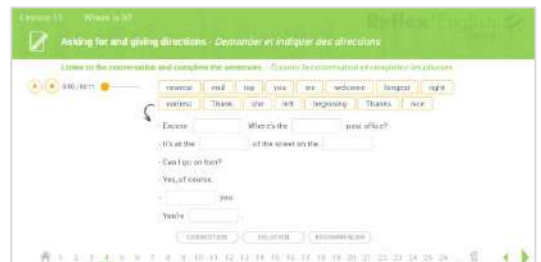 Lesson 15 Where is it?
Reflex'English
Asking for and giving directions - Demander et indiquer des directions
Listen to the conversation and complete the sentences. Écoutez la conversation et complétez les phrases.
0:00 / 00:11
nearest end top you me welcome longest right
earliest Thank she left beginning Thanks nice
- Excuse Where's the post office?
- It's at the of the street on the
- Can I go on foot?
- Yes, of course.
- you.
- You're
CORRECTION SOLUTION RECOMMENCER
1 2 3 4 5 6 7 8 9 10 11 12 13 14 15 16 17 18 19 20 21 22 23 24 25 26